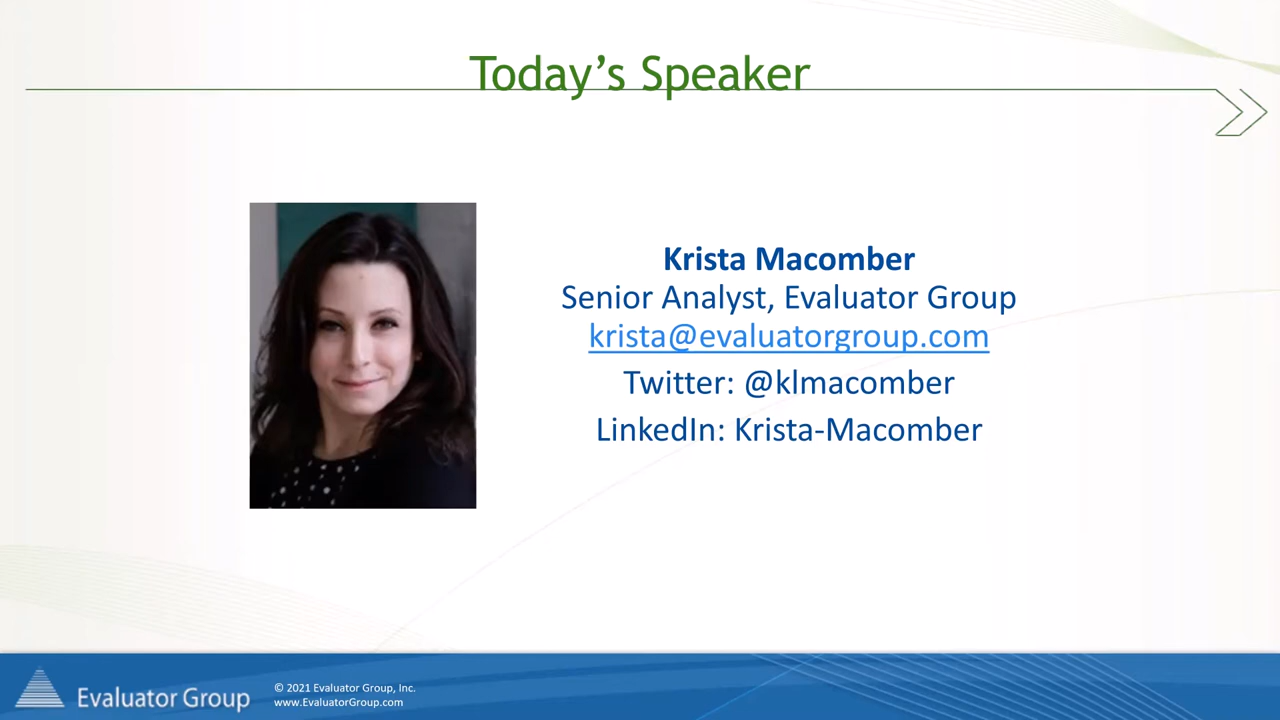 Today’s Speaker
Krista Macomber
Senior Analyst, Evaluator Group
krista@evaluatorgroup.com
Twitter: @klmacomber
LinkedIn: Krista-Macomber
Evaluator Group
© 2021 Evaluator Group, Inc.
www.EvaluatorGroup.com